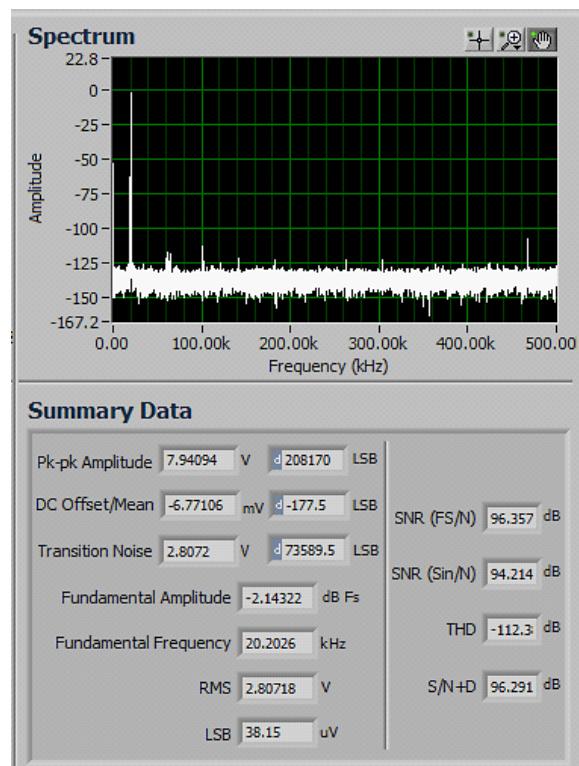 Spectrum
22.8
0
-25
-50
-75
-100
-125
-150
-167.2
Amplitude
0.00 100.00k 200.00k 300.00k 400.00k 500.00
Frequency (kHz)
Summary Data
Pk-pk Amplitude 7.94094 V d 208170 LSB
DC Offset/Mean -6.77106 mV d -177.5 LSB
Transition Noise 2.8072 V d 73589.5 LSB
Fundamental Amplitude -2.14322 dB Fs
Fundamental Frequency 20.2026 kHz
RMS 2.80718 V
LSB 38.15 uV
SNR (FS/N) 96.357 dB
SNR (Sin/N) 94.214 dB
THD -112.3 dB
S/N+D 96.291 dB